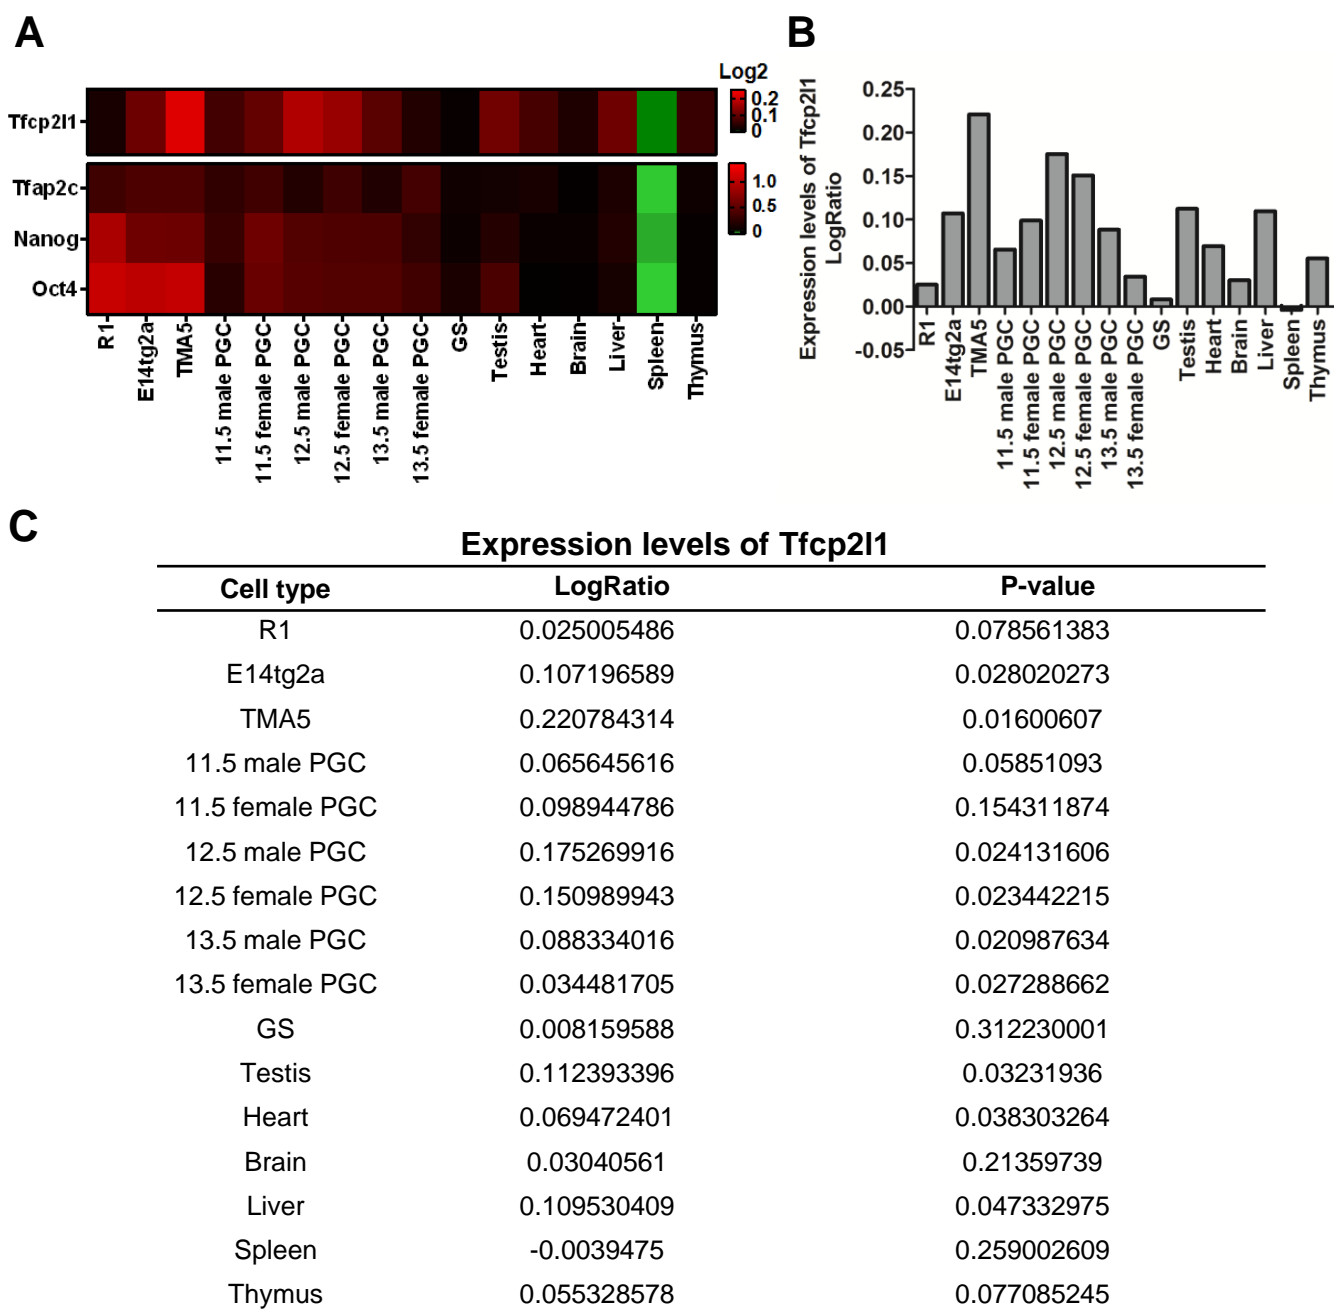 A
Log2
0.2
0.1
0
Tfcp2l1
Tfap2c
Nanog
Oct4
1.0
0.5
0
R1
E14tg2a
TMA5
11.5 male PGC
11.5 female PGC
12.5 male PGC
12.5 female PGC
13.5 male PGC
13.5 female PGC
GS
Testis
Heart
Brain
Liver
Spleen
Thymus
B
Expression levels of Tfcp2l1
LogRatio
0.25
0.20
0.15
0.10
0.05
0.00
-0.05
R1
E14tg2a
TMA5
11.5 male PGC
11.5 female PGC
12.5 male PGC
12.5 female PGC
13.5 male PGC
13.5 female PGC
GS
Testis
Heart
Brain
Liver
Spleen
Thymus
C
Expression levels of Tfcp2l1
Cell type LogRatio P-value
R1 0.025005486 0.078561383
E14tg2a 0.107196589 0.028020273
TMA5 0.220784314 0.01600607
11.5 male PGC 0.065645616 0.05851093
11.5 female PGC 0.098944786 0.154311874
12.5 male PGC 0.175269916 0.024131606
12.5 female PGC 0.150989943 0.023442215
13.5 male PGC 0.088334016 0.020987634
13.5 female PGC 0.034481705 0.027288662
GS 0.008159588 0.312230001
Testis 0.112393396 0.03231936
Heart 0.069472401 0.038303264
Brain 0.03040561 0.21359739
Liver 0.109530409 0.047332975
Spleen -0.0039475 0.259002609
Thymus 0.055328578 0.077085245